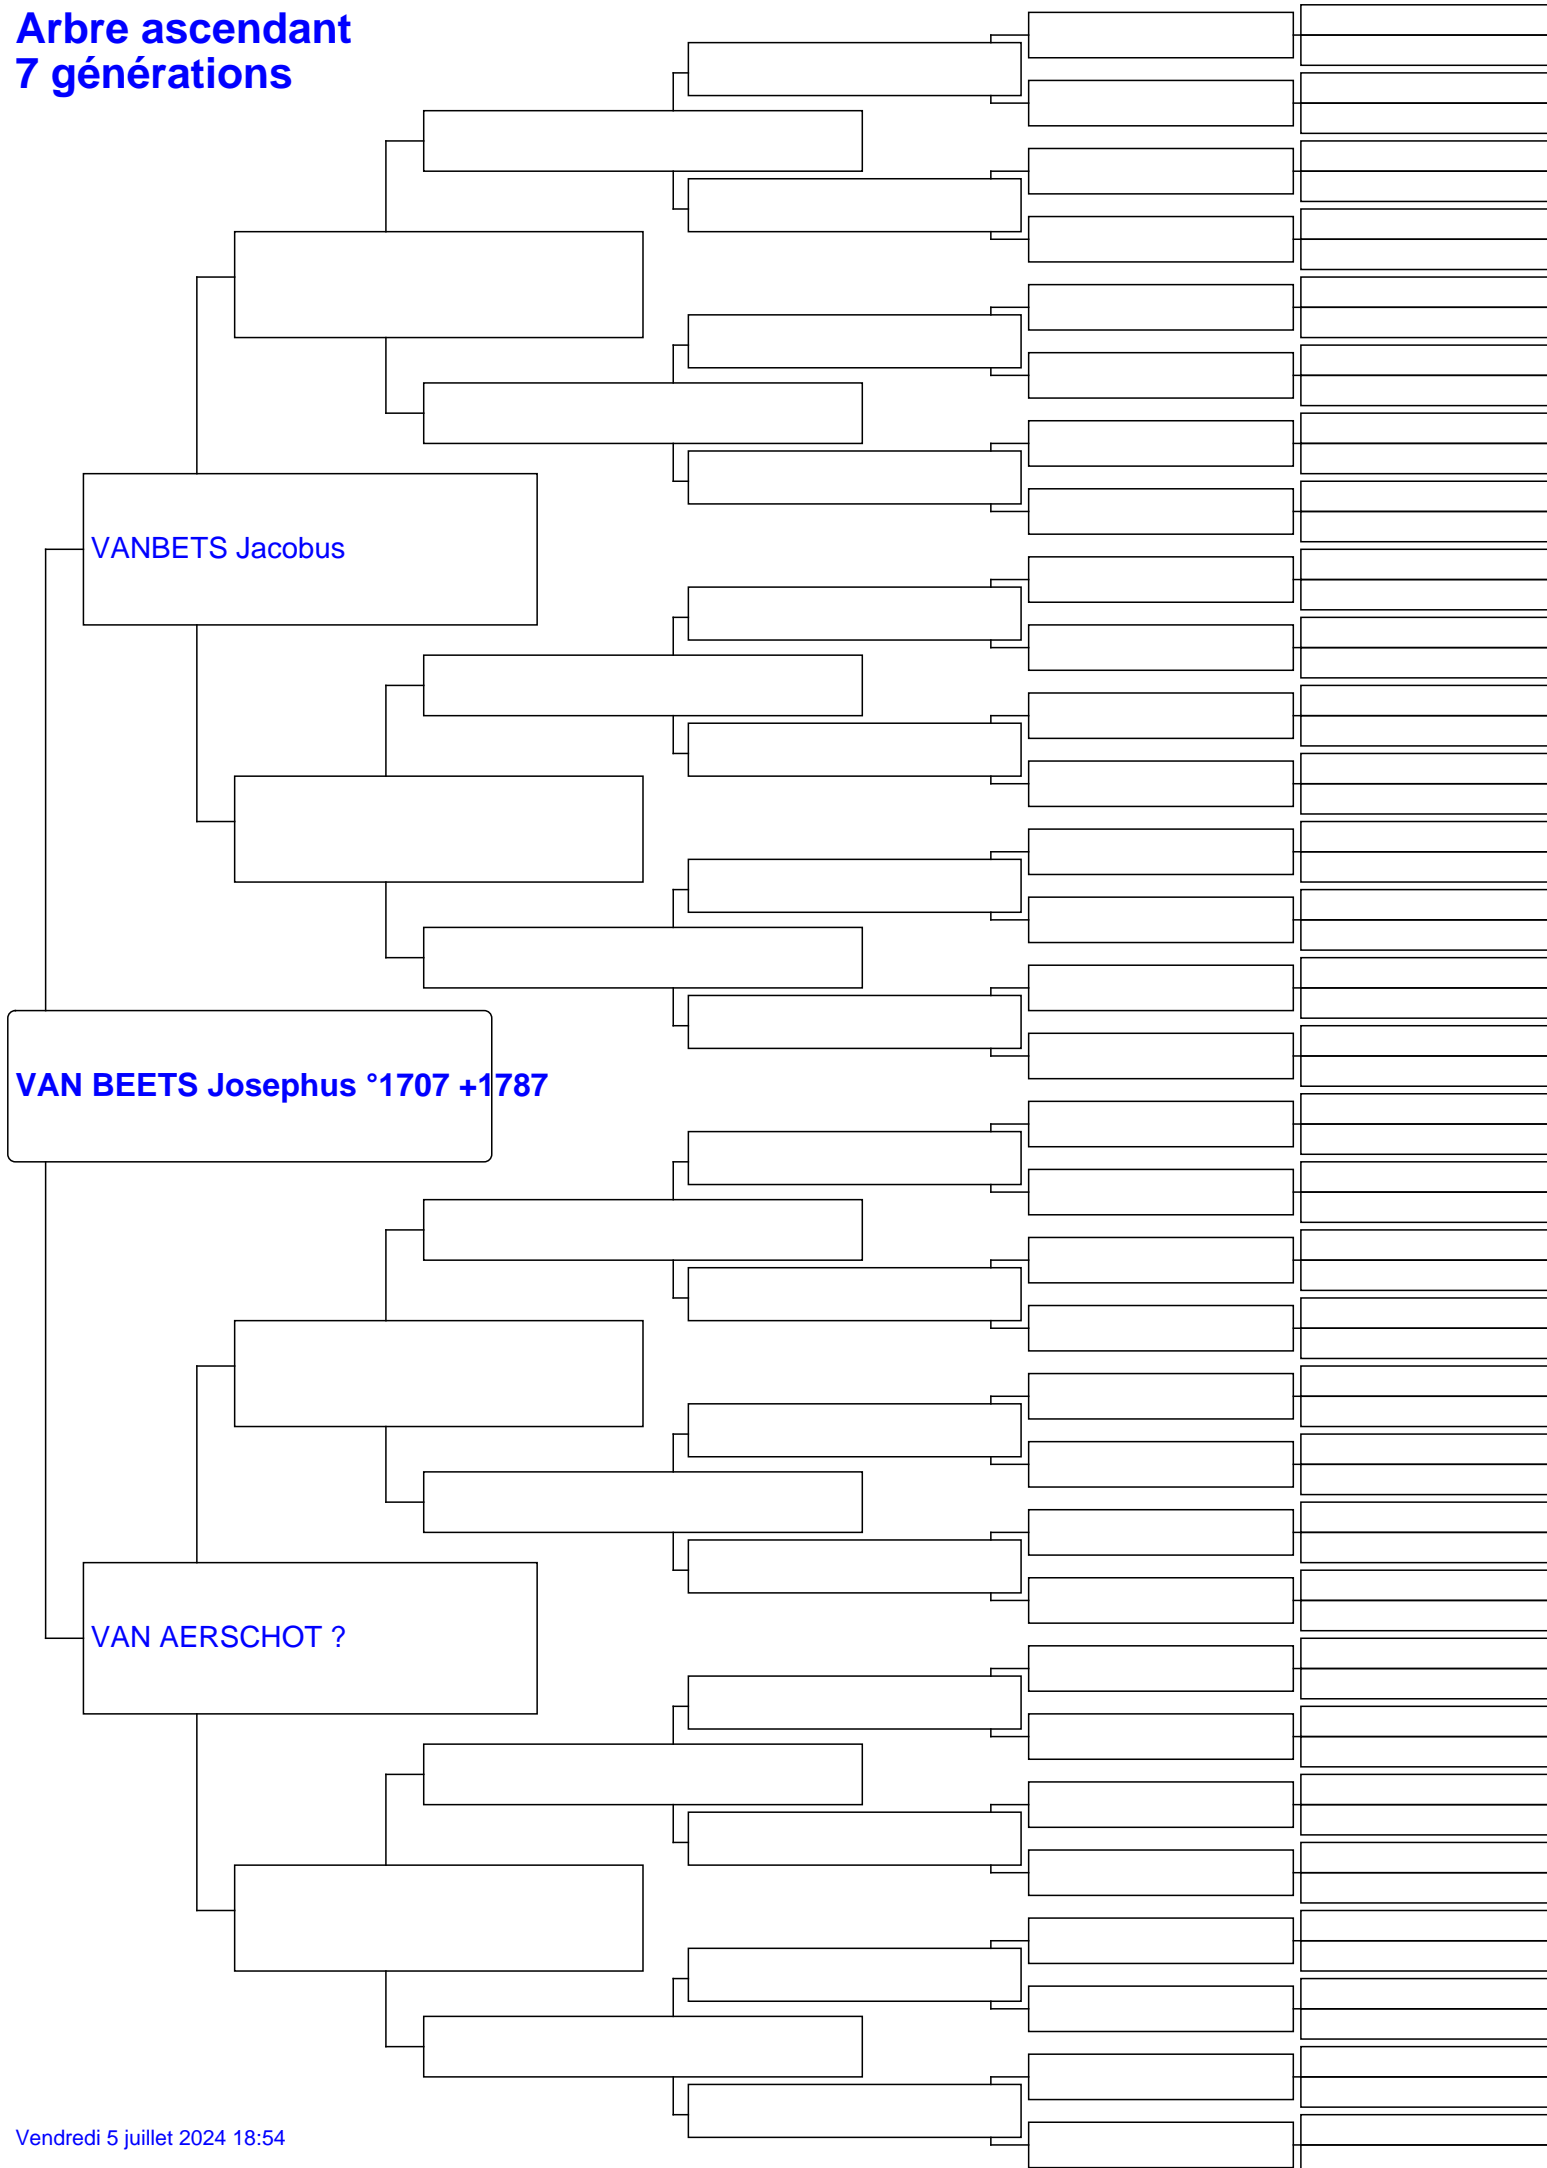 Arbre ascendant
7 générations
VANBETS Jacobus
VAN BEETS Josephus °1707 +1787
VAN AERSCHOT ?
Vendredi 5 juillet 2024 18:54